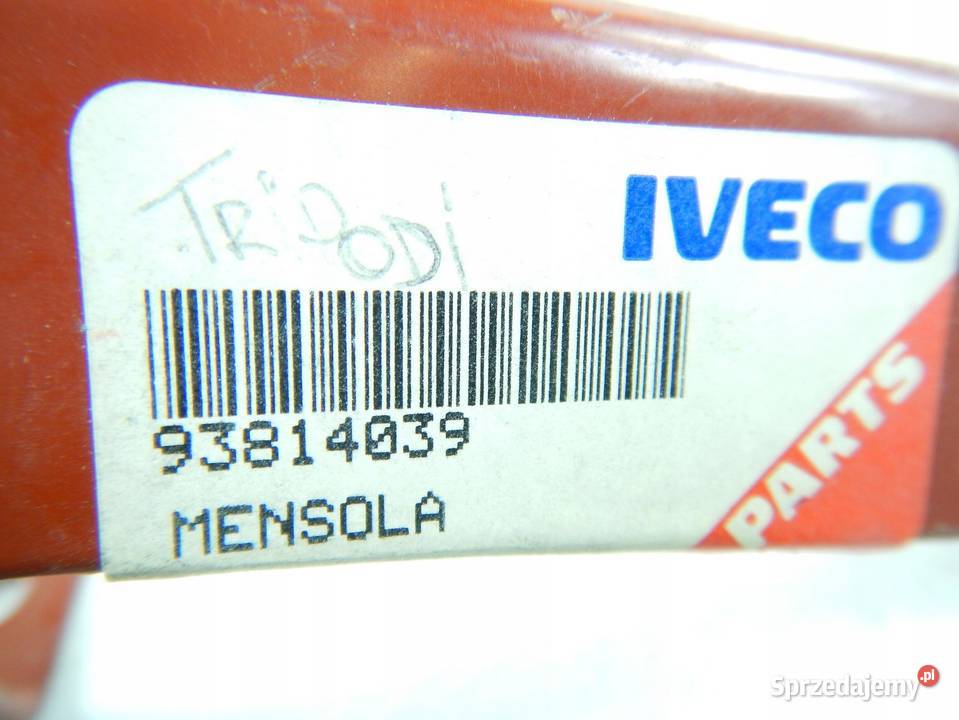 TRiPODi
IVECO
93814039
MENSOLA
PARTS
Sprzedajemy.pl